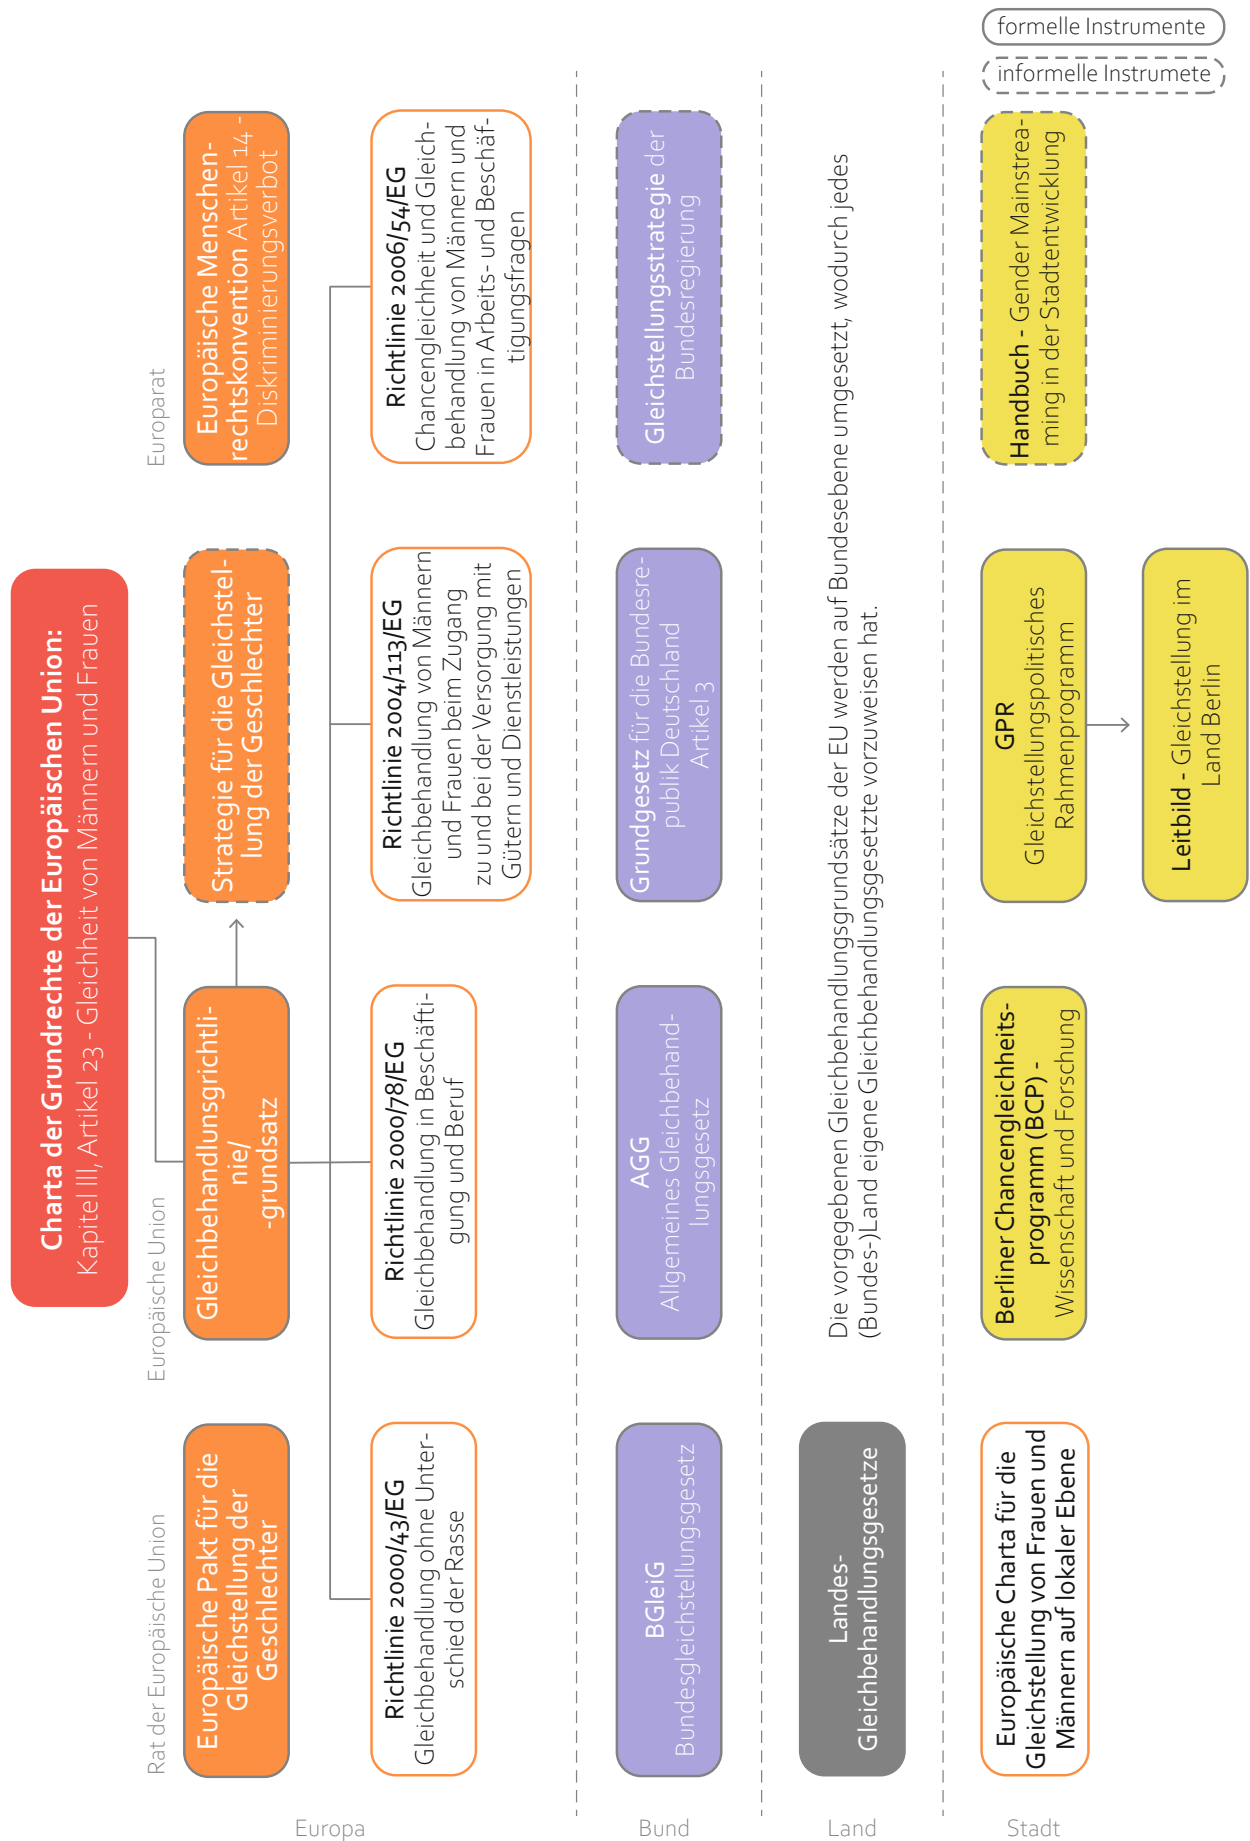 Charta der Grundrechte der Europäischen Union:
Kapitel III, Artikel 23 - Gleichheit von Männern und Frauen
Rat der Europäische Union
Europäische Union
Europarat
Europäische Pakt für die
Gleichstellung der
Geschlechter
Gleichbehandlunsgrichtli-
nie/
-grundsatz
Strategie für die Gleichstel-
lung der Geschlechter
Europäische Menschen-
rechtskonvention Artikel 14 -
Diskriminierungsverbot
Europa
Richtlinie 2000/43/EG
Gleichbehandlung ohne Unter-
schied der Rasse
Richtlinie 2000/78/EG
Gleichbehandlung in Beschäfti-
gung und Beruf
Richtlinie 2004/113/EG
Gleichbehandlung von Männern
und Frauen beim Zugang
zu und bei der Versorgung mit
Gütern und Dienstleistungen
Richtlinie 2006/54/EG
Chancengleichheit und Gleich-
behandlung von Männern und
Frauen in Arbeits- und Beschäf-
tigungsfragen
Bund
BGleiG
Bundesgleichstellungsgesetz
AGG
Allgemeines Gleichbehand-
lungsgesetz
Grundgesetz für die Bundesre-
publik Deutschland
Artikel 3
Gleichstellungsstrategie der
Bundesregierung
Land
Landes-
Gleichbehandlungsgesetze
Die vorgegebenen Gleichbehandlungsgrundsätze der EU werden auf Bundesebene umgesetzt, wodurch jedes
(Bundes-)Land eigene Gleichbehandlungsgesetzte vorzuweisen hat.
Stadt
Europäische Charta für die
Gleichstellung von Frauen und
Männern auf lokaler Ebene
Berliner Chancengleichheits-
programm (BCP) -
Wissenschaft und Forschung
GPR
Gleichstellungspolitisches
Rahmenprogramm
Handbuch - Gender Mainstrea-
ming in der Stadtentwicklung
Leitbild - Gleichstellung im
Land Berlin
formelle Instrumente
informelle Instrumete